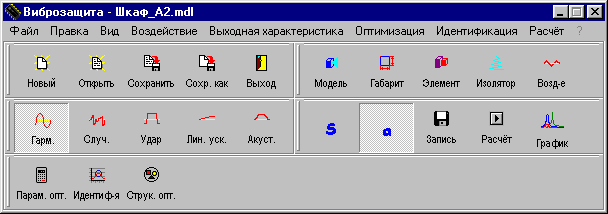 Виброзащита - Шкаф_A2.mdl
Файл Правка Вид Воздействие Выходная характеристика Оптимизация Идентификация Расчёт ?
Новый Открыть Сохранить Сохр. как Выход Модель Габарит Элемент Изолятор Возд-е
Гарм. Случ. Удар Лин. уск. Акуст. S a Запись Расчёт График
Парам. опт. Идентиф-я Струк. опт.